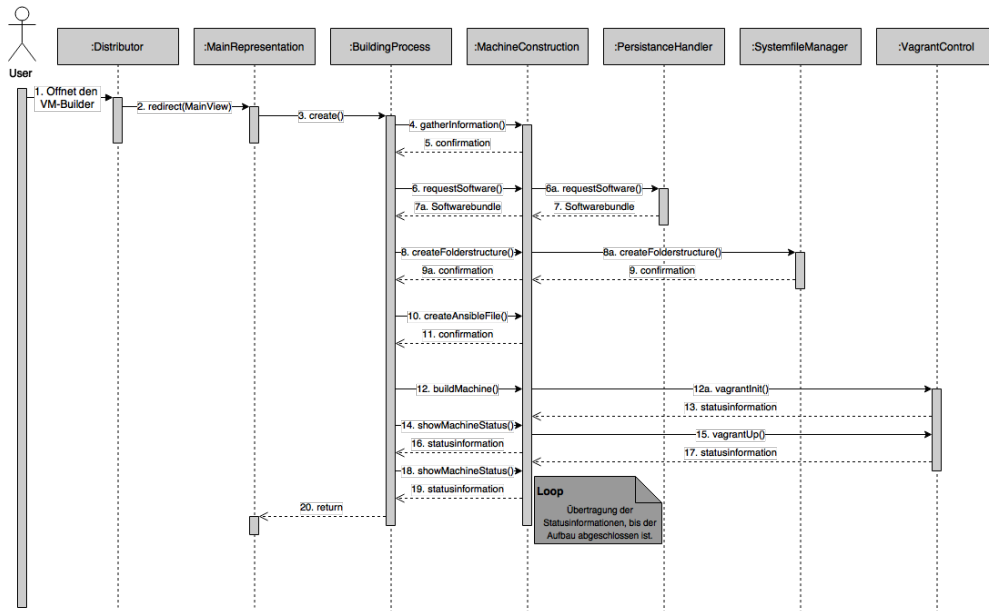 User
:Distributor
:MainRepresentation
:BuildingProcess
:MachineConstruction
:PersistanceHandler
:SystemfileManager
:VagrantControl
1. Öffnet den
VM-Builder
2. redirect(MainView)
3. create()
4. gatherInformation()
5. confirmation
6. requestSoftware()
6a. requestSoftware()
7a. Softwarebundle
7. Softwarebundle
8. createFolderstructure()
8a. createFolderstructure()
9a. confirmation
9. confirmation
10. createAnsibleFile()
11. confirmation
12. buildMachine()
12a. vagrantInit()
13. statusinformation
14. showMachineStatus()
15. vagrantUp()
16. statusinformation
17. statusinformation
18. showMachineStatus()
19. statusinformation
20. return
Loop
Übertragung der
Statusinformationen, bis der
Aufbau abgeschlossen ist.